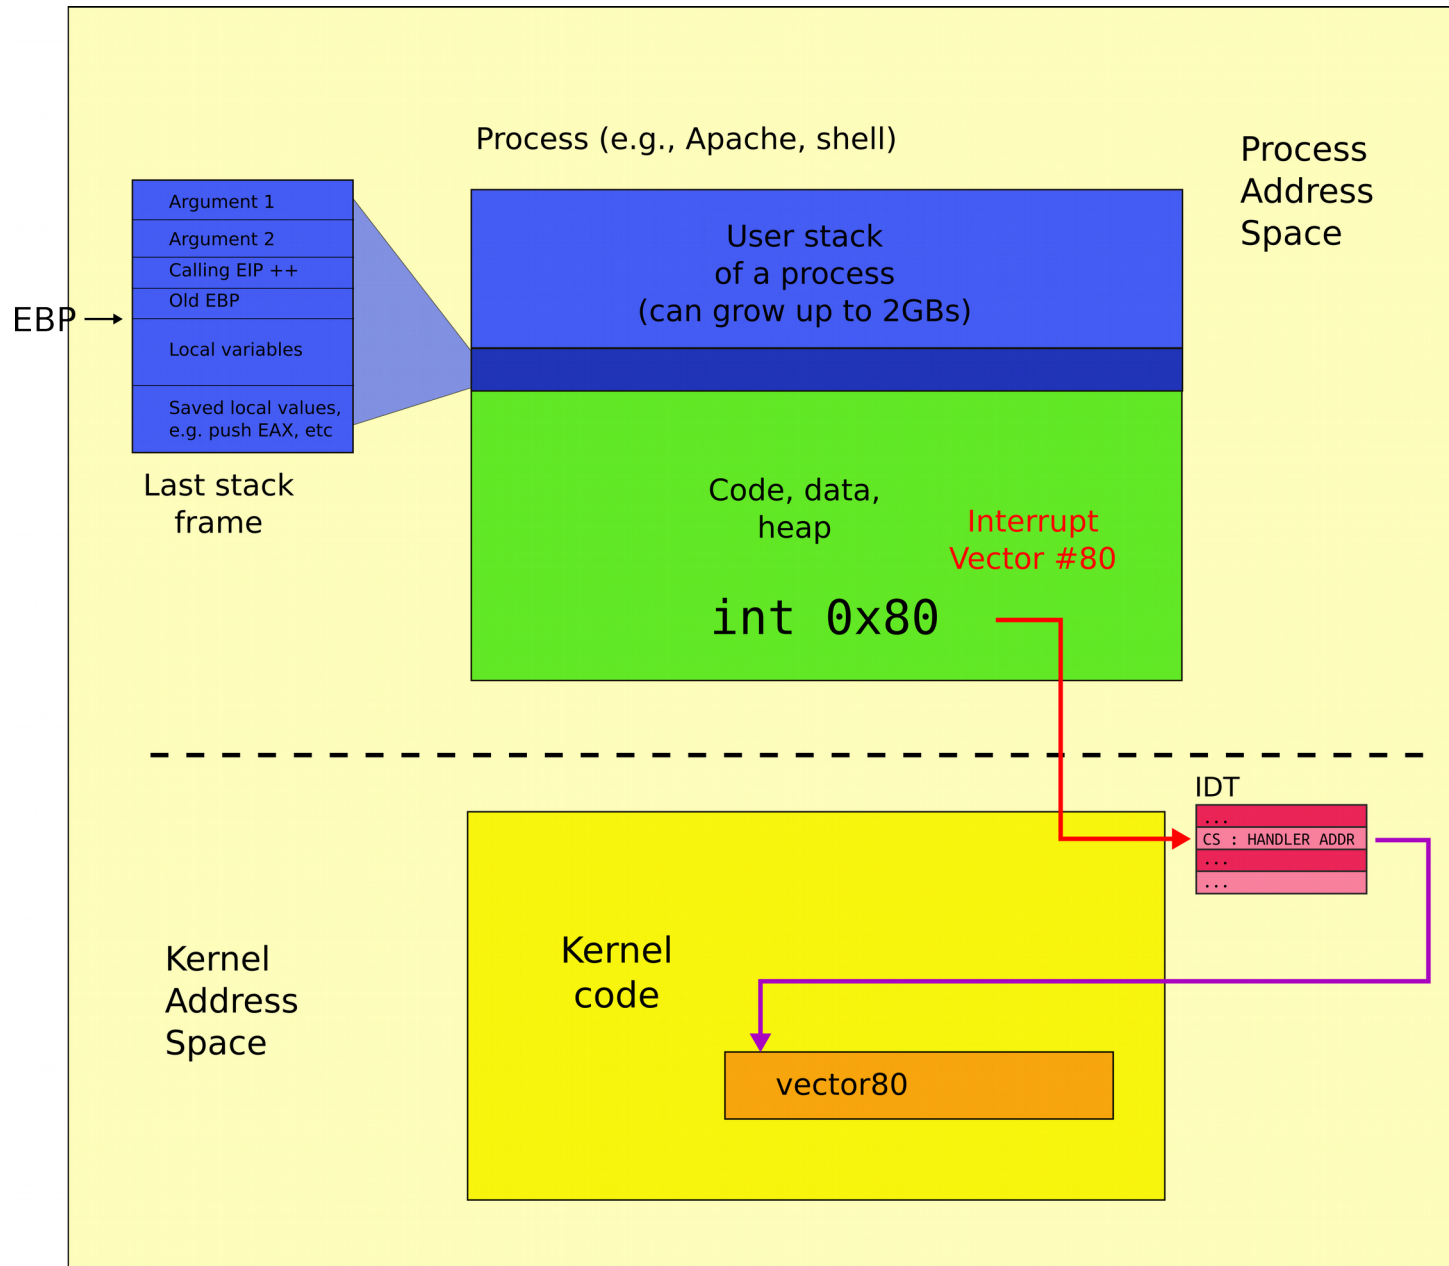 Process (e.g., Apache, shell)
Process
Address
Space
Argument 1
Argument 2
Calling EIP ++
Old EBP
EBP
Local variables
Saved local values,
e.g. push EAX, etc
Last stack
frame
User stack
of a process
(can grow up to 2GBs)
Code, data,
heap
Interrupt
Vector #80
int 0x80
IDT
...
CS : HANDLER ADDR
...
...
Kernel
Address
Space
Kernel
code
vector80